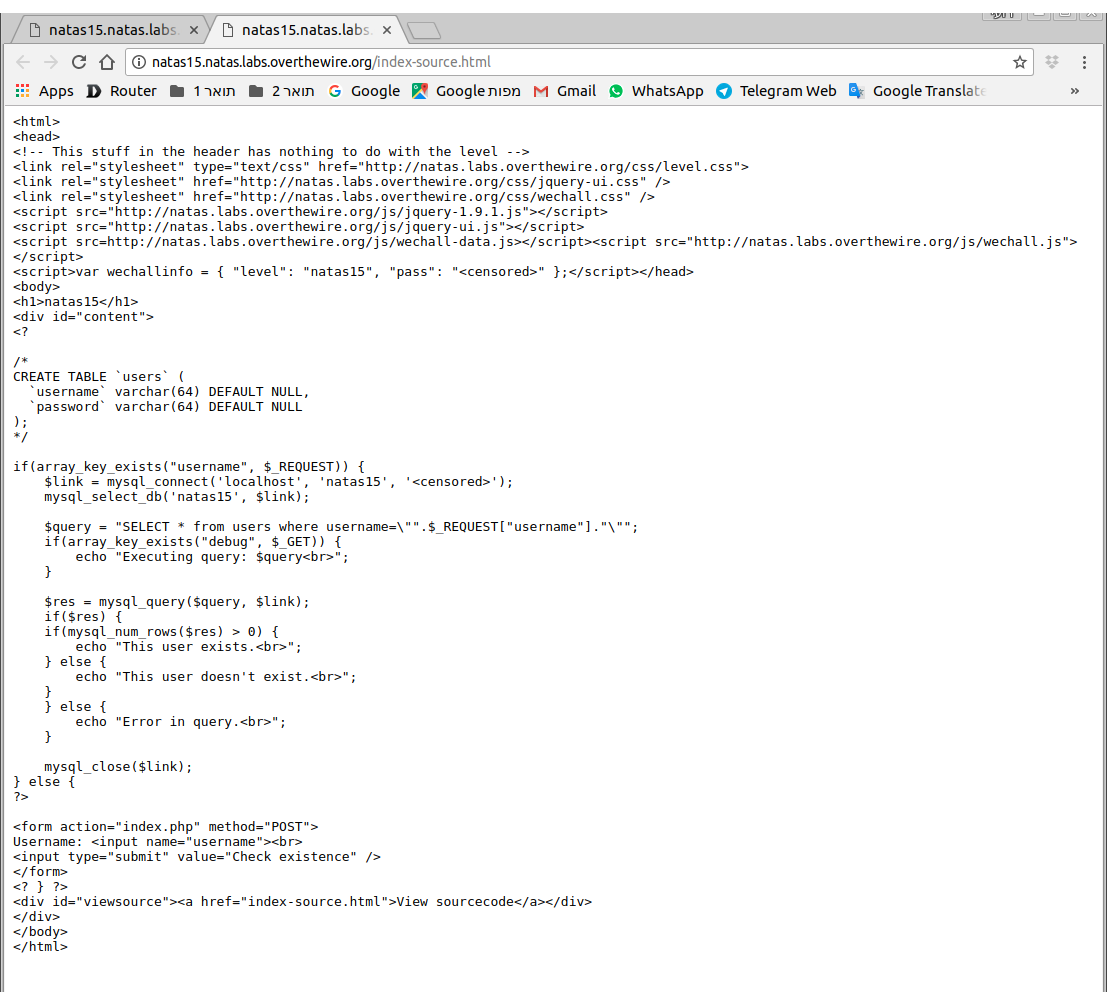 natas15.natas.labs.
natas15.natas.labs.
natas15.natas.labs.overthewire.org/index-source.html
Apps Router תואר 1 תואר 2 Google Google מפות Gmail WhatsApp Telegram Web Google Translate »
<html>
<head>
<!-- This stuff in the header has nothing to do with the level -->
<link rel="stylesheet" type="text/css" href="http://natas.labs.overthewire.org/css/level.css">
<link rel="stylesheet" href="http://natas.labs.overthewire.org/css/jquery-ui.css" />
<link rel="stylesheet" href="http://natas.labs.overthewire.org/css/wechall.css" />
<script src="http://natas.labs.overthewire.org/js/jquery-1.9.1.js"></script>
<script src="http://natas.labs.overthewire.org/js/jquery-ui.js"></script>
<script src=http://natas.labs.overthewire.org/js/wechall-data.js></script><script src="http://natas.labs.overthewire.org/js/wechall.js">
</script>
<script>var wechallinfo = { "level": "natas15", "pass": "<censored>" };</script></head>
<body>
<h1>natas15</h1>
<div id="content">
<?

/*
CREATE TABLE `users` (
  `username` varchar(64) DEFAULT NULL,
  `password` varchar(64) DEFAULT NULL
);
*/

if(array_key_exists("username", $_REQUEST)) {
    $link = mysql_connect('localhost', 'natas15', '<censored>');
    mysql_select_db('natas15', $link);

    $query = "SELECT * from users where username=\"".$_REQUEST["username"]."\"";
    if(array_key_exists("debug", $_GET)) {
        echo "Executing query: $query<br>";
    }

    $res = mysql_query($query, $link);
    if($res) {
    if(mysql_num_rows($res) > 0) {
        echo "This user exists.<br>";
    } else {
        echo "This user doesn't exist.<br>";
    }
    } else {
        echo "Error in query.<br>";
    }

    mysql_close($link);
} else {
?>

<form action="index.php" method="POST">
Username: <input name="username"><br>
<input type="submit" value="Check existence" />
</form>
<? } ?>
<div id="viewsource"><a href="index-source.html">View sourcecode</a></div>
</div>
</body>
</html>